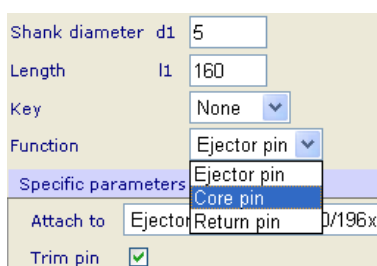 Shank diameter d1 5
Length l1 160
Key None
Function Ejector pin
Ejector pin
Specific parameters
Core pin
Attach to Ejector 0/196x
Return pin
Trim pin